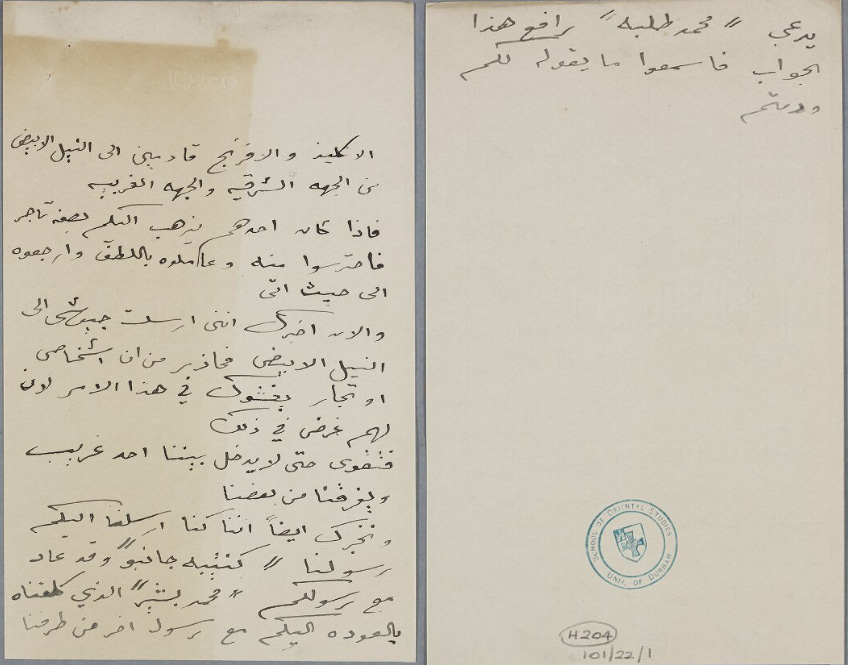 الانكليز والافرنج قادمين الى النيل الابيض
من الجهه الشرقيه والجهه الغربيه
فاذا كان احدهم يذهب اليكم بصفة تاجر
فاحترسوا منه وعاملوه باللطف وارجعوه
الى حيث اتى
والان اخبرك انني ارسلت جيشي الى
النيل الابيض فحاذر من ان اشخاص
او تجار يغشوك في هذا الامر لان
لهم غرض في ذلك
حتى لا يدخل بيننا احد غريب
ويفرقنا من بعضنا
ونخبرك ايضاً اننا كنا ارسلنا اليكم
رسولنا " جانبو" وقد عاد
مع رسولكم "محمد بشير" الذي كلفناه
بالعوده اليكم مع رسول اخر من طرفنا
يدعى "محمد طلبه" رافع هذا
الجواب فاسمعوا ما يقوله لكم
ودمتم
SCHOOL OF ORIENTAL STUDIES
UNIV. OF DURHAM
H204
101/22/1